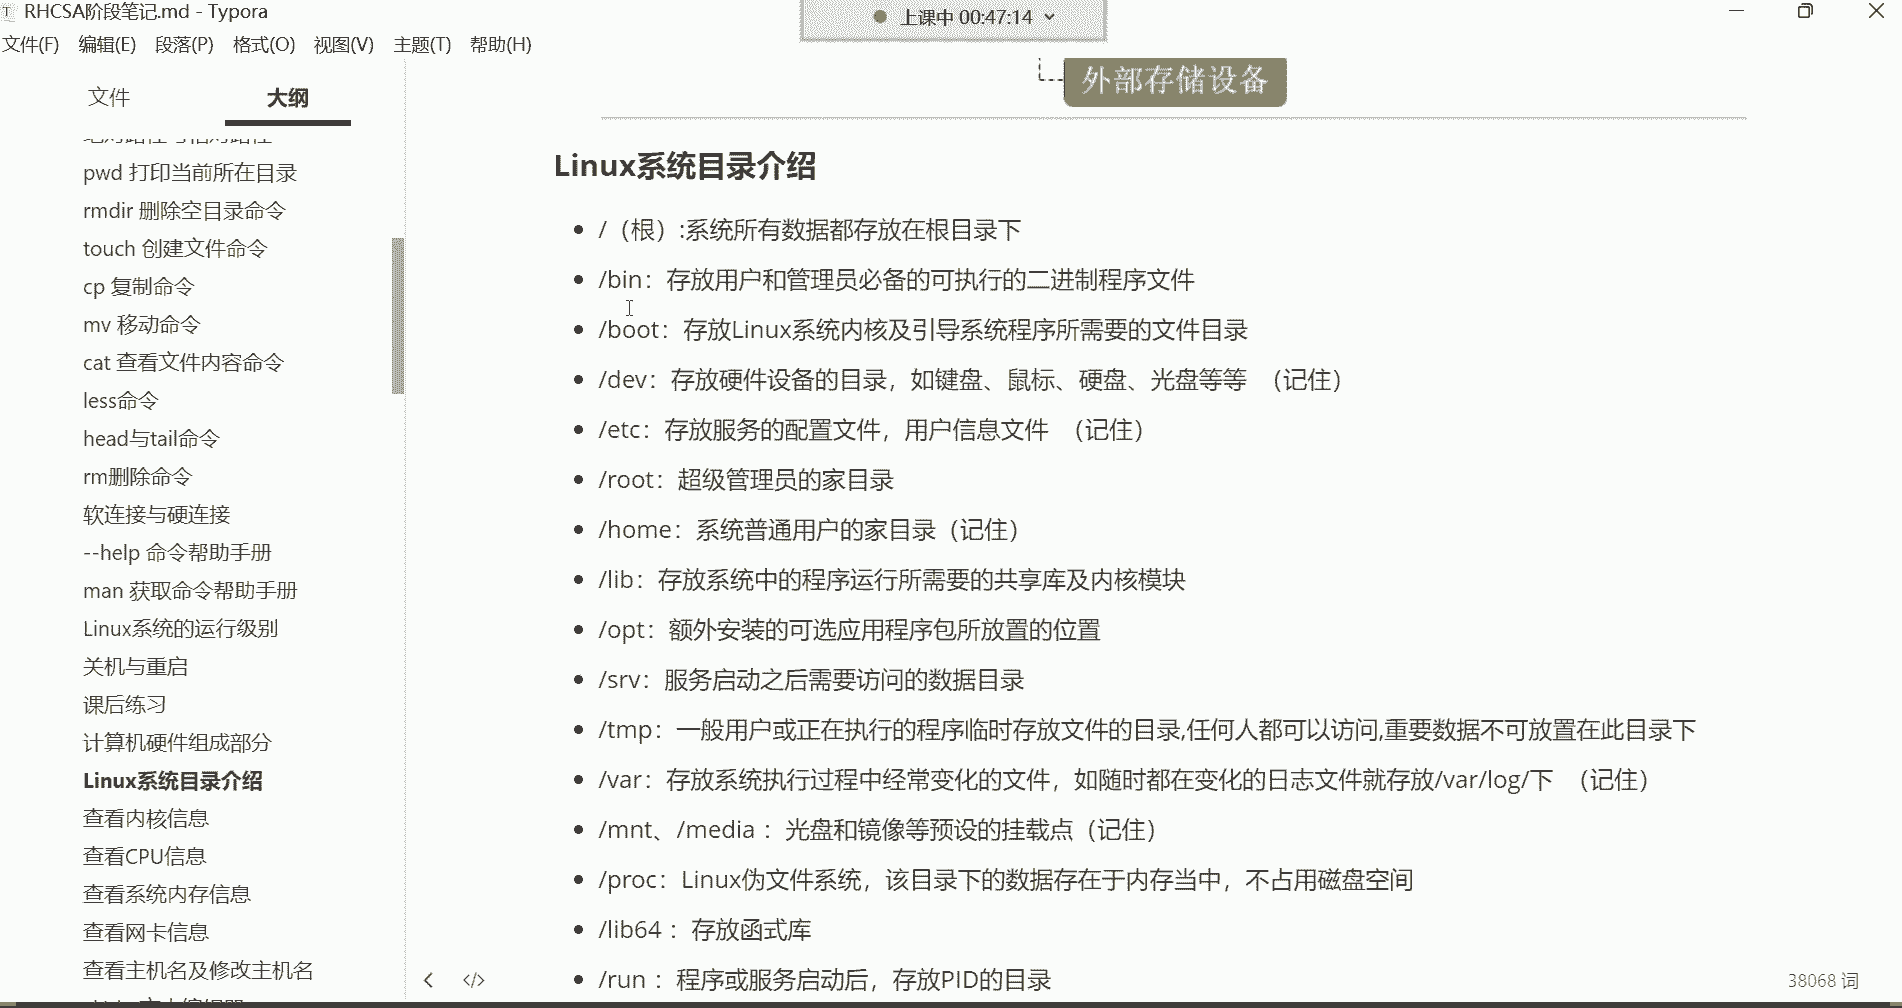 RHCSA阶段笔记.md - Typora
上课中 00:47:14
文件(F) 编辑(E) 段落(P) 格式(O) 视图(V) 主题(T) 帮助(H)
文件 大纲
绝对路径与相对路径
pwd 打印当前所在目录
rmdir 删除空目录命令
touch 创建文件命令
cp 复制命令
mv 移动命令
cat 查看文件内容命令
less命令
head与tail命令
rm删除命令
软连接与硬连接
--help 命令帮助手册
man 获取命令帮助手册
Linux系统的运行级别
关机与重启
课后练习
计算机硬件组成部分
Linux系统目录介绍
查看内核信息
查看CPU信息
查看系统内存信息
查看网卡信息
查看主机名及修改主机名
外部存储设备
Linux系统目录介绍
/（根）:系统所有数据都存放在根目录下
/bin：存放用户和管理员必备的可执行的二进制程序文件
/boot：存放Linux系统内核及引导系统程序所需要的文件目录
/dev：存放硬件设备的目录，如键盘、鼠标、硬盘、光盘等等 （记住）
/etc：存放服务的配置文件，用户信息文件 （记住）
/root：超级管理员的家目录
/home：系统普通用户的家目录（记住）
/lib：存放系统中的程序运行所需要的共享库及内核模块
/opt：额外安装的可选应用程序包所放置的位置
/srv：服务启动之后需要访问的数据目录
/tmp：一般用户或正在执行的程序临时存放文件的目录,任何人都可以访问,重要数据不可放置在此目录下
/var：存放系统执行过程中经常变化的文件，如随时都在变化的日志文件就存放/var/log/下 （记住）
/mnt、/media ：光盘和镜像等预设的挂载点（记住）
/proc：Linux伪文件系统，该目录下的数据存在于内存当中，不占用磁盘空间
/lib64 ：存放函式库
/run ：程序或服务启动后，存放PID的目录
38068 词